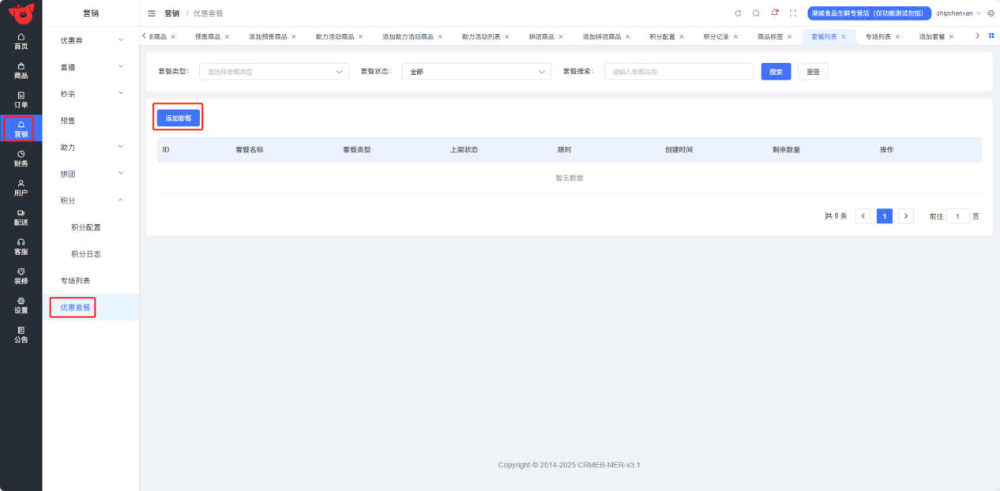 首页
商品
订单
营销
财务
用户
配送
客服
装修
设置
公告
营销
优惠券
直播
秒杀
预售
助力
拼团
积分
积分配置
积分日志
专场列表
优惠套餐
营销 / 优惠套餐
港城食品生鲜专营店（仅功能测试勿拍） shipshenxan
杀商品 预售商品 添加预售商品 助力活动商品 添加助力活动商品 助力活动列表 拼团商品 添加拼团商品 积分配置 积分记录 商品标签 套餐列表 专场列表 添加套餐
套餐类型： 请选择套餐类型 套餐状态： 全部 套餐搜索： 请输入套餐名称 搜索 重置
添加套餐
ID 套餐名称 套餐类型 上架状态 限时 创建时间 剩余数量 操作
暂无数据
共 0 条 1 前往 1 页
Copyright © 2014-2025 CRMEB-MER-v3.1